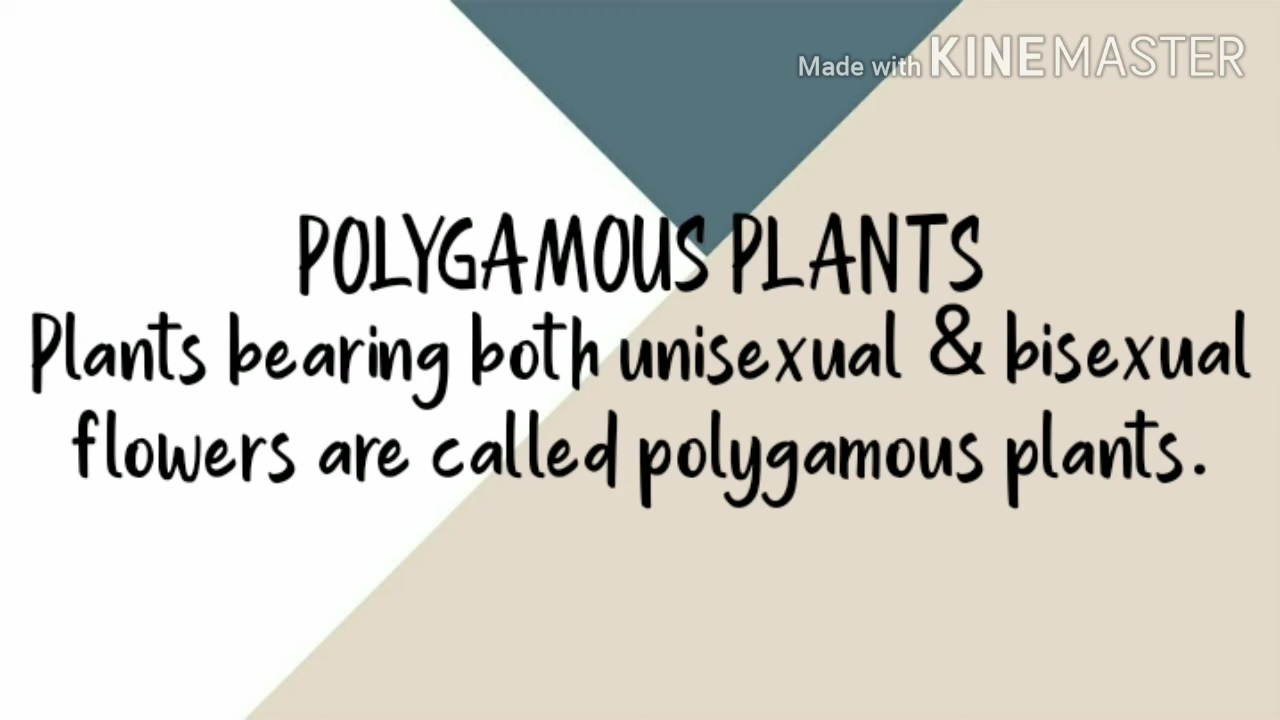 Made with KINEMASTER
POLYGAMOUS PLANTS
Plants bearing both unisexual & bisexual
flowers are called polygamous plants.